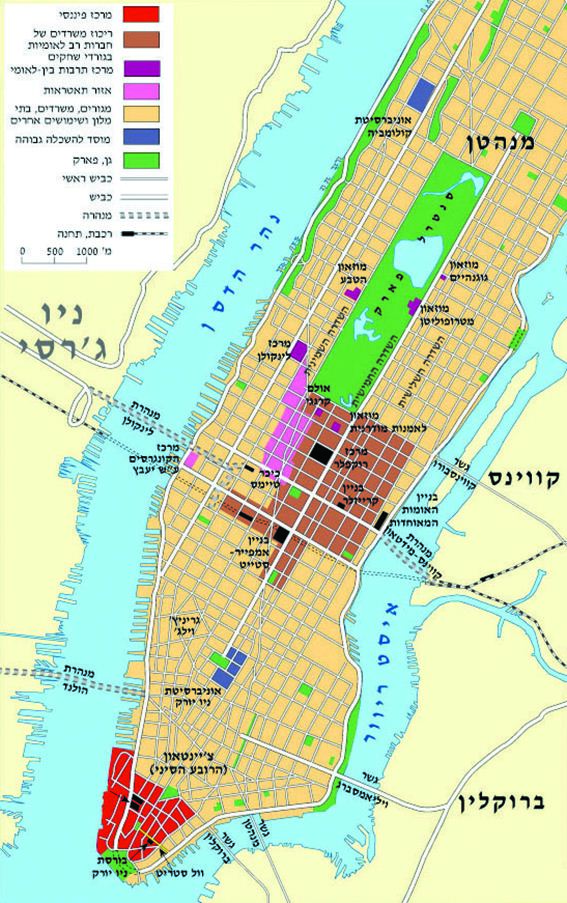 מרכז פיננסי
ריכוז משרדים של
חברות רב לאומיות
בגורדי שחקים
מרכז תרבות בין-לאומי
אזור תאטראות
מגורים, משרדים, בתי
מלון ושימושים אחרים
מוסד להשכלה גבוהה
גן, פארק
כביש ראשי
כביש
מנהרה
רכבת, תחנה
0 500 1000 מ'
אוניברסיטת
קולומביה
מנהטן
סנטרל פארק
נהר הדסון
מוזאון
הטבע
מוזאון
גוגנהיים
מוזאון
מטרופוליטן
ניו
ג'רסי
מרכז
לינקולן
השדרה השמינית
השדרה החמישית
השדרה השלישית
אולם
קרנגי
מוזאון
לאמנות מודרנית
מנהרת
לינקולן
מרכז
הקונגרסים
ע"ש יעבץ
כיכר
טיימס
מרכז
רוקפלר
בניין
קרייזלר
גשר
קווינסבורו
קווינס
בניין
האומות
המאוחדות
מנהרת
קווינס-מידטאון
בניין
אמפייר-
סטייט
גריניץ'
וילג'
איסט ריוור
מנהרת
הולנד
אוניברסיטת
ניו יורק
צ'יינטאון
(הרובע הסיני)
גשר
ויליאמסברג
ברוקלין
גשר
מנהטן
גשר
ברוקלין
וול סטריט
בורסת
ניו יורק